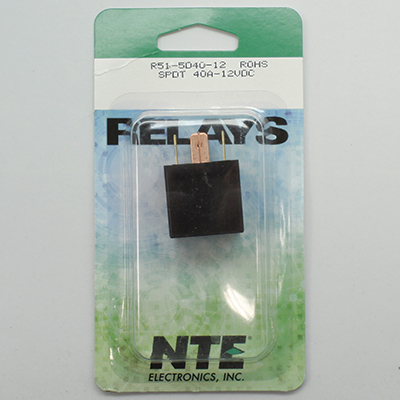 R51-5D40-12 ROHS
SPDT 40A-12VDC
RELAYS
NTE
ELECTRONICS, INC.